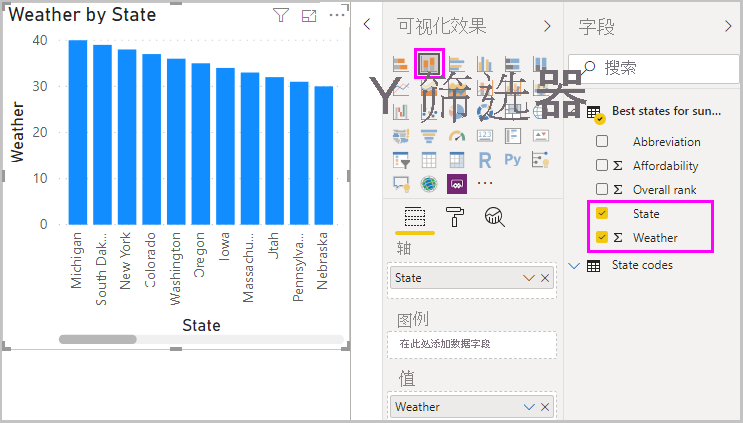 Weather by State
40
30
20
10
0
Weather
Michigan
South Dak...
New York
Colorado
Washington
Oregon
Iowa
Massachu...
Utah
Pennsylva...
Nebraska
State
可视化效果
Y 筛选器
123
R
Py
轴
State
图例
在此处添加数据字段
值
Weather
字段
搜索
Best states for sun...
Abbreviation
Affordability
Overall rank
State
Weather
State codes